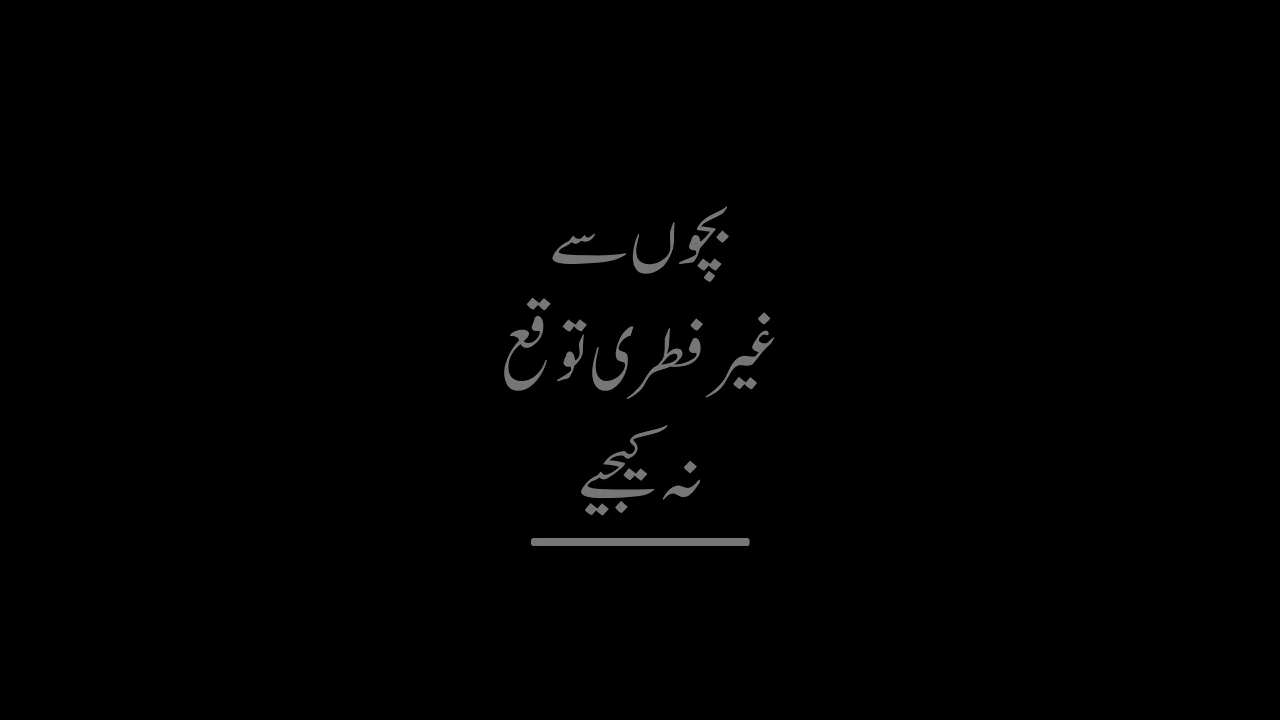 بچوں سے
غیر فطری توقع
نہ کیجیے